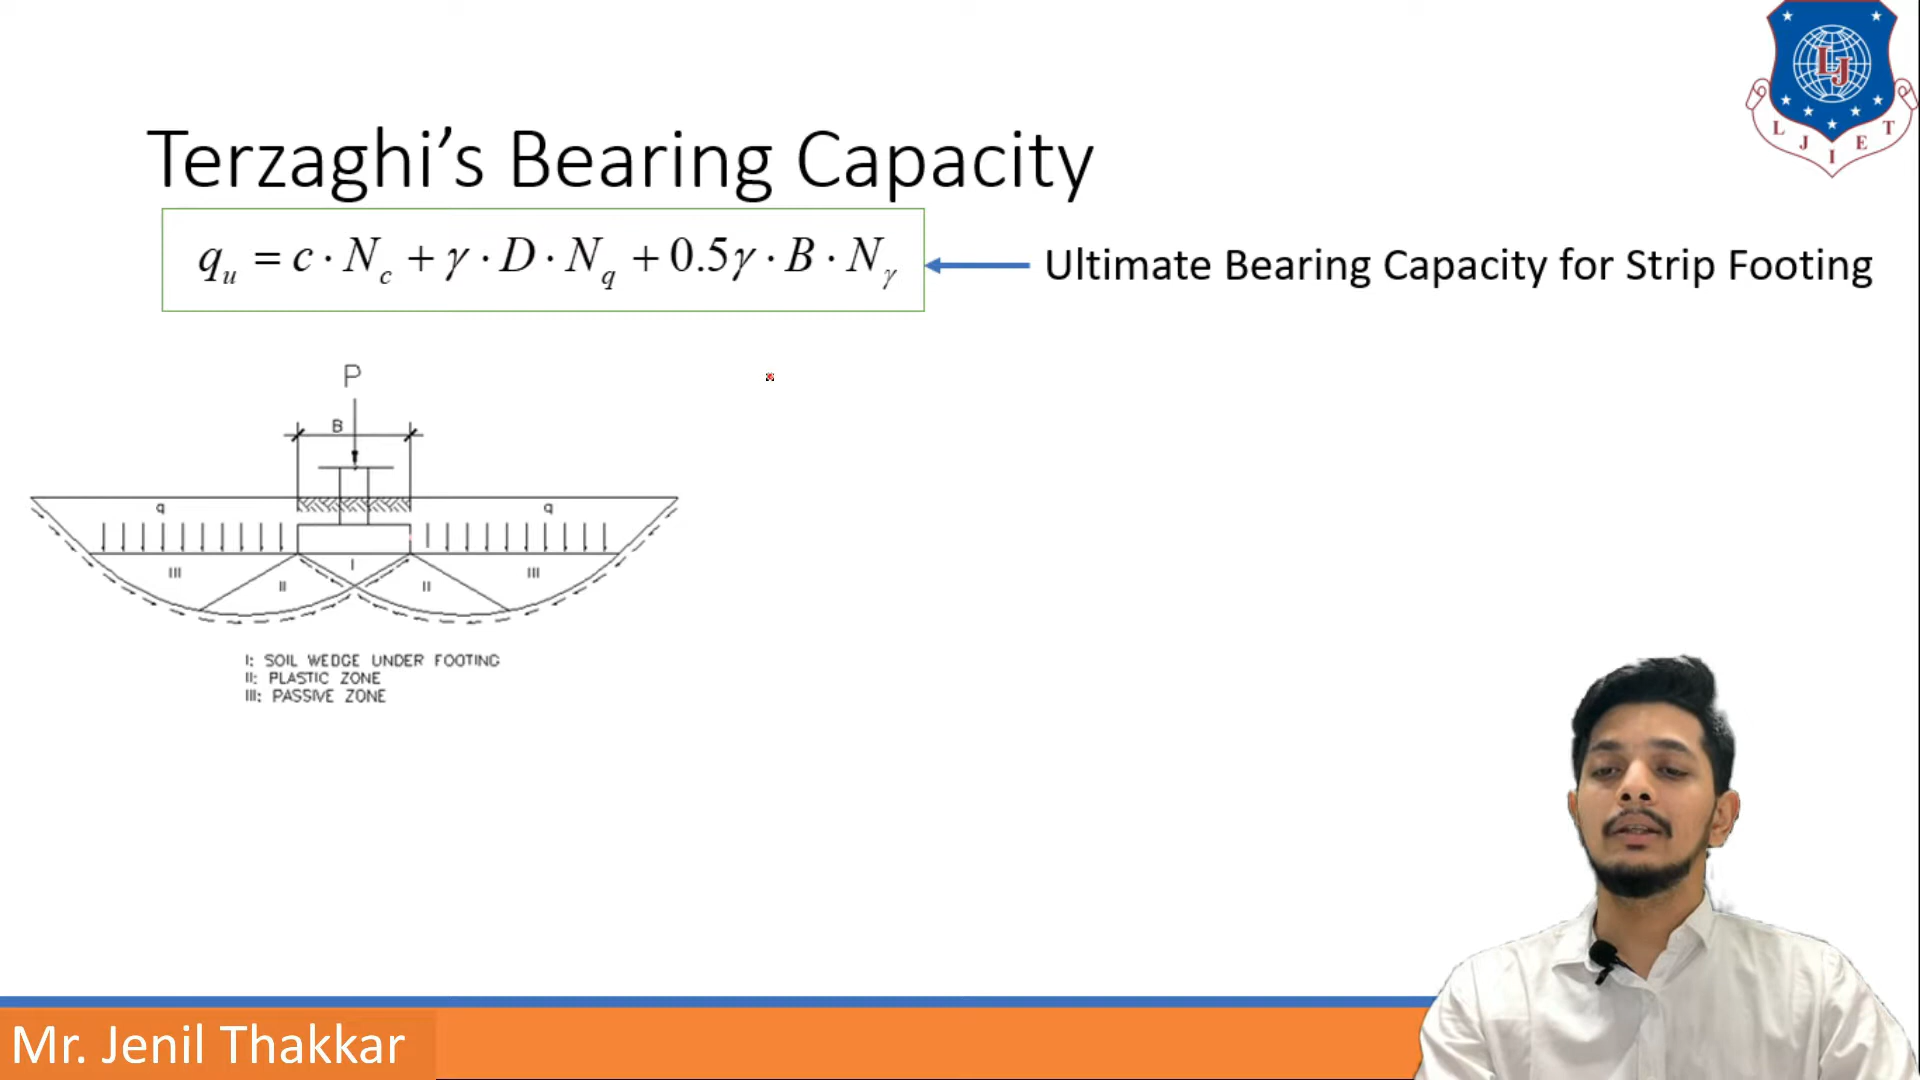 Terzaghi’s Bearing Capacity
q_u = c · N_c + γ · D · N_q + 0.5γ · B · N_γ
Ultimate Bearing Capacity for Strip Footing
P
B
q q
I
II II
III III
I: SOIL WEDGE UNDER FOOTING
II: PLASTIC ZONE
III: PASSIVE ZONE
LJ
L J I E T
Mr. Jenil Thakkar